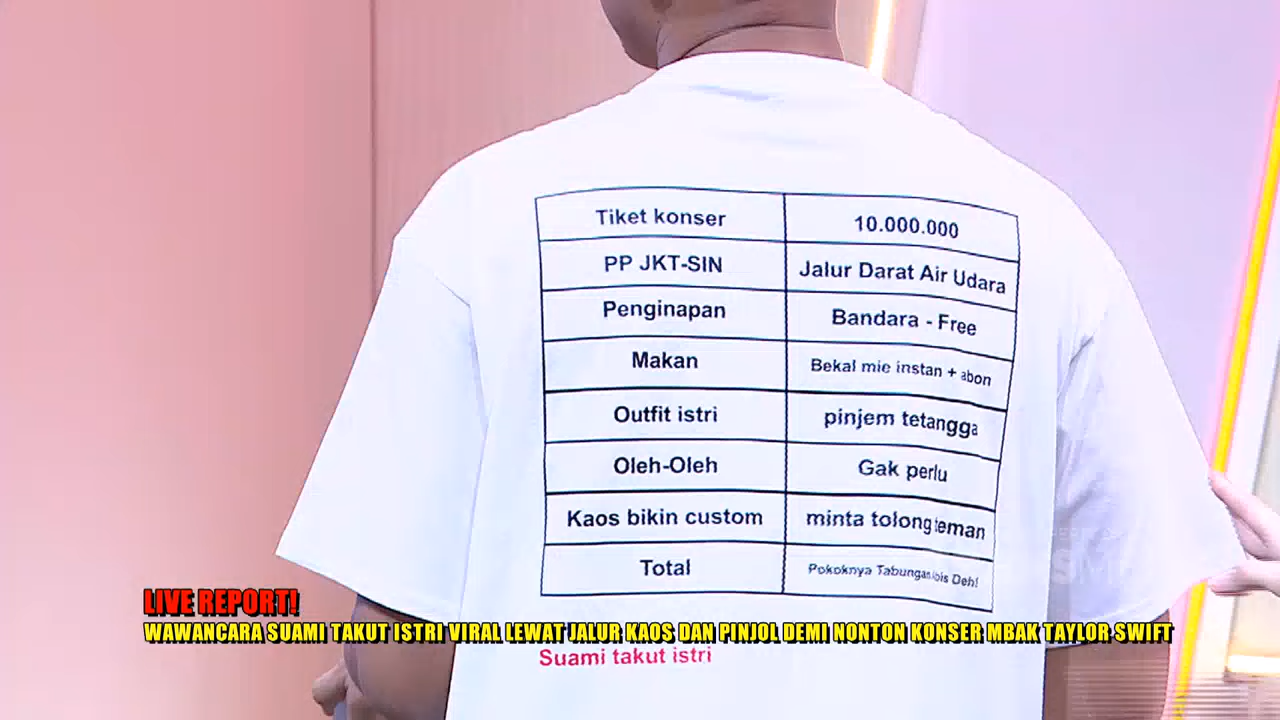 Tiket konser 10.000.000
PP JKT-SIN Jalur Darat Air Udara
Penginapan Bandara - Free
Makan Bekal mie instan + abon
Outfit istri pinjem tetangga
Oleh-Oleh Gak perlu
Kaos bikin custom minta tolong teman
Total Pokoknya Tabungan Deh!
LIVE REPORT!
WAWANCARA SUAMI TAKUT ISTRI VIRAL LEWAT JALUR KAOS DAN PINJOL DEMI NONTON KONSER MBAK TAYLOR SWIFT
Suami takut istri